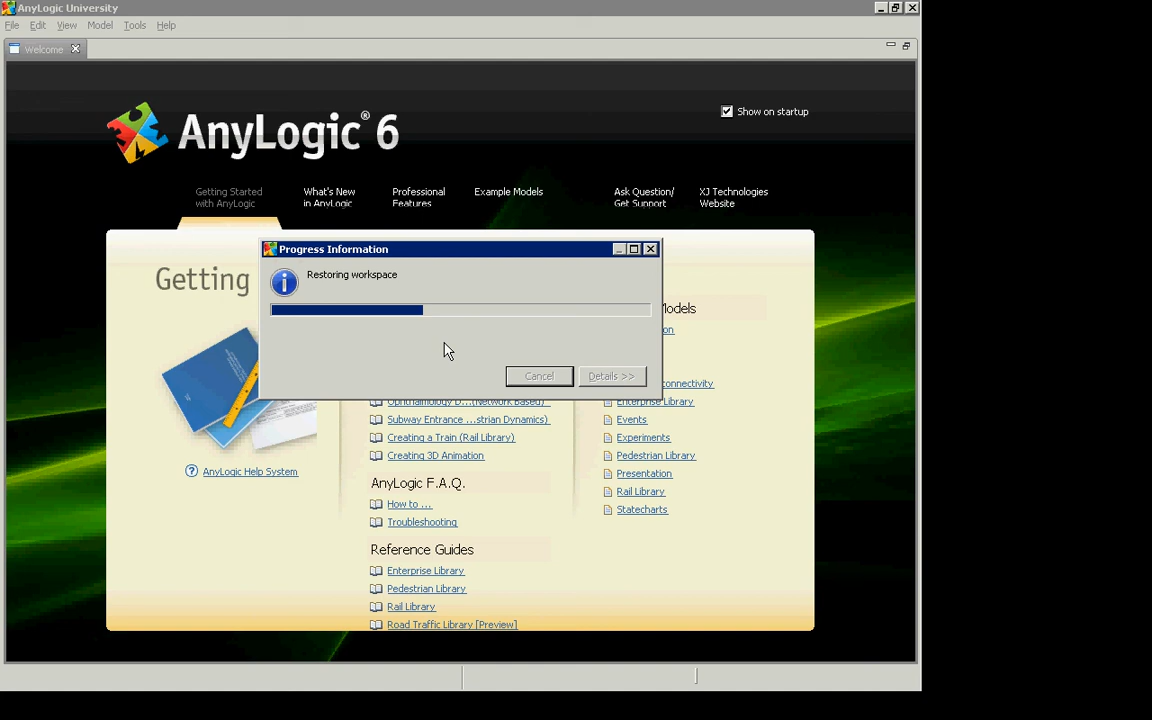 AnyLogic University
File Edit View Model Tools Help
Welcome
AnyLogic® 6
Show on startup
Getting Started
with AnyLogic
What's New
in AnyLogic
Professional
Features
Example Models
Ask Question/
Get Support
XJ Technologies
Website
Progress Information
Restoring workspace
Cancel
Details >>
Getting
AnyLogic Help System
Subway Entrance ...strian Dynamics)
Creating a Train (Rail Library)
Creating 3D Animation
AnyLogic F.A.Q.
How to ...
Troubleshooting
Reference Guides
Enterprise Library
Pedestrian Library
Rail Library
Road Traffic Library [Preview]
Models
on
connectivity
Enterprise Library
Events
Experiments
Pedestrian Library
Presentation
Rail Library
Statecharts